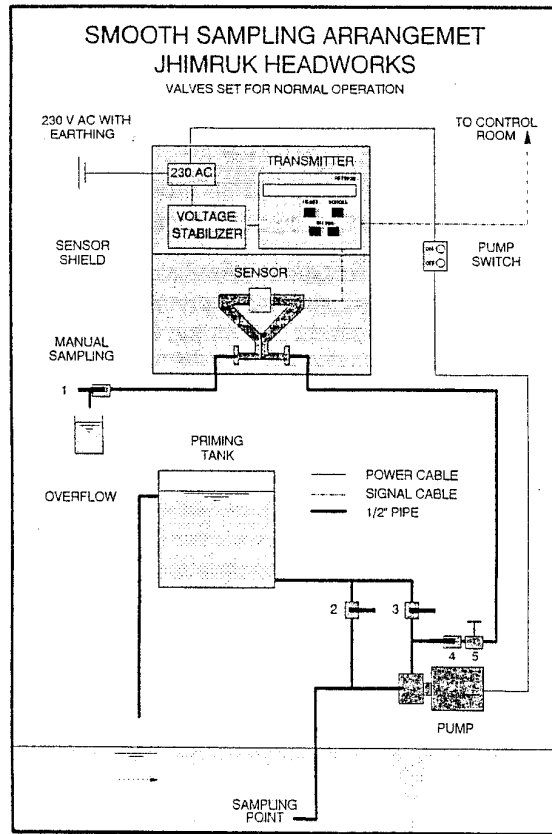 SMOOTH SAMPLING ARRANGEMET
JHIMRUK HEADWORKS
VALVES SET FOR NORMAL OPERATION
230 V AC WITH
EARTHING
TO CONTROL
ROOM
TRANSMITTER
230 AC
VOLTAGE
STABILIZER
SCROLL
ON
OFF
PUMP
SWITCH
SENSOR
SHIELD
SENSOR
MANUAL
SAMPLING
1
PRIMING
TANK
OVERFLOW
POWER CABLE
SIGNAL CABLE
1/2" PIPE
2
3
4
5
PUMP
SAMPLING
POINT